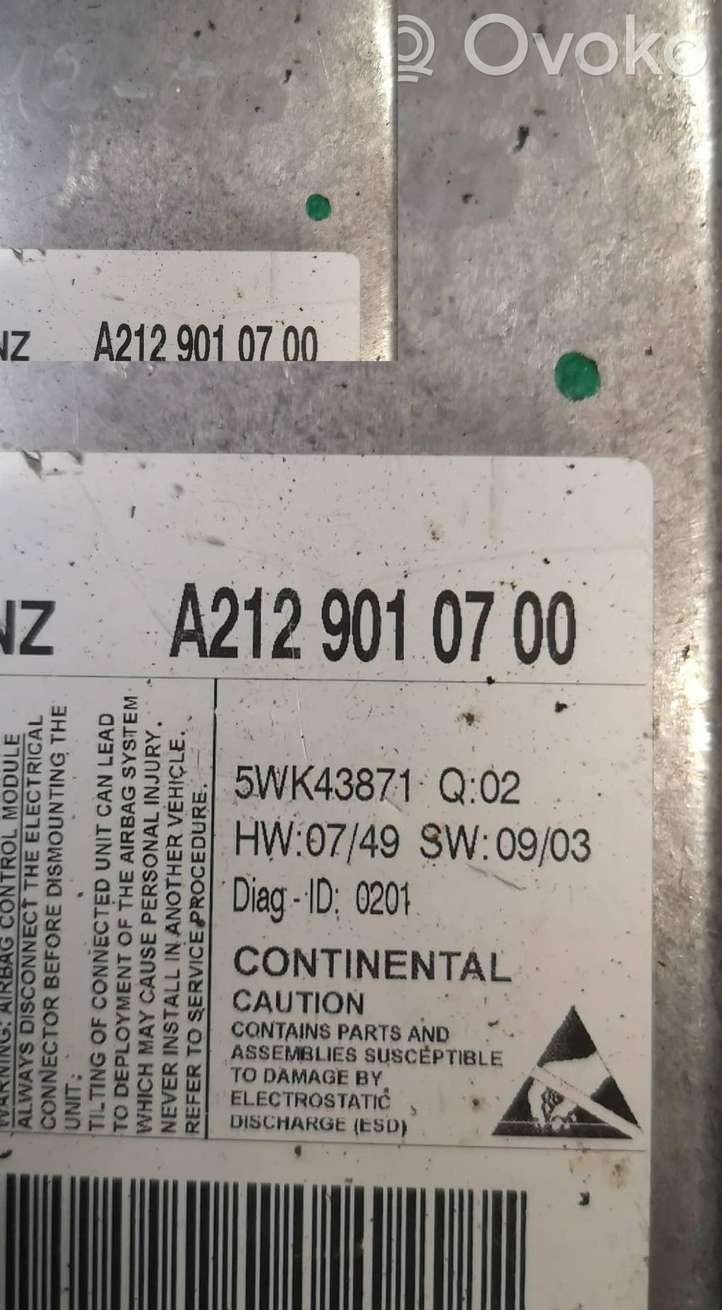 Ovoko
NZ A212 901 07 00
NZ A212 901 07 00
WARNING: AIRBAG CONTROL MODULE
ALWAYS DISCONNECT THE ELECTRICAL
CONNECTOR BEFORE DISMOUNTING THE
UNIT.;
TILTING OF CONNECTED UNIT CAN LEAD
TO DEPLOYMENT OF THE AIRBAG SYSTEM
WHICH MAY CAUSE PERSONAL INJURY.
NEVER INSTALL IN ANOTHER VEHICLE.
REFER TO SERVICE PROCEDURE.
5WK43871 Q:02
HW:07/49 SW:09/03
Diag-ID: 0201
CONTINENTAL
CAUTION
CONTAINS PARTS AND
ASSEMBLIES SUSCEPTIBLE
TO DAMAGE BY
ELECTROSTATIC
DISCHARGE (ESD)